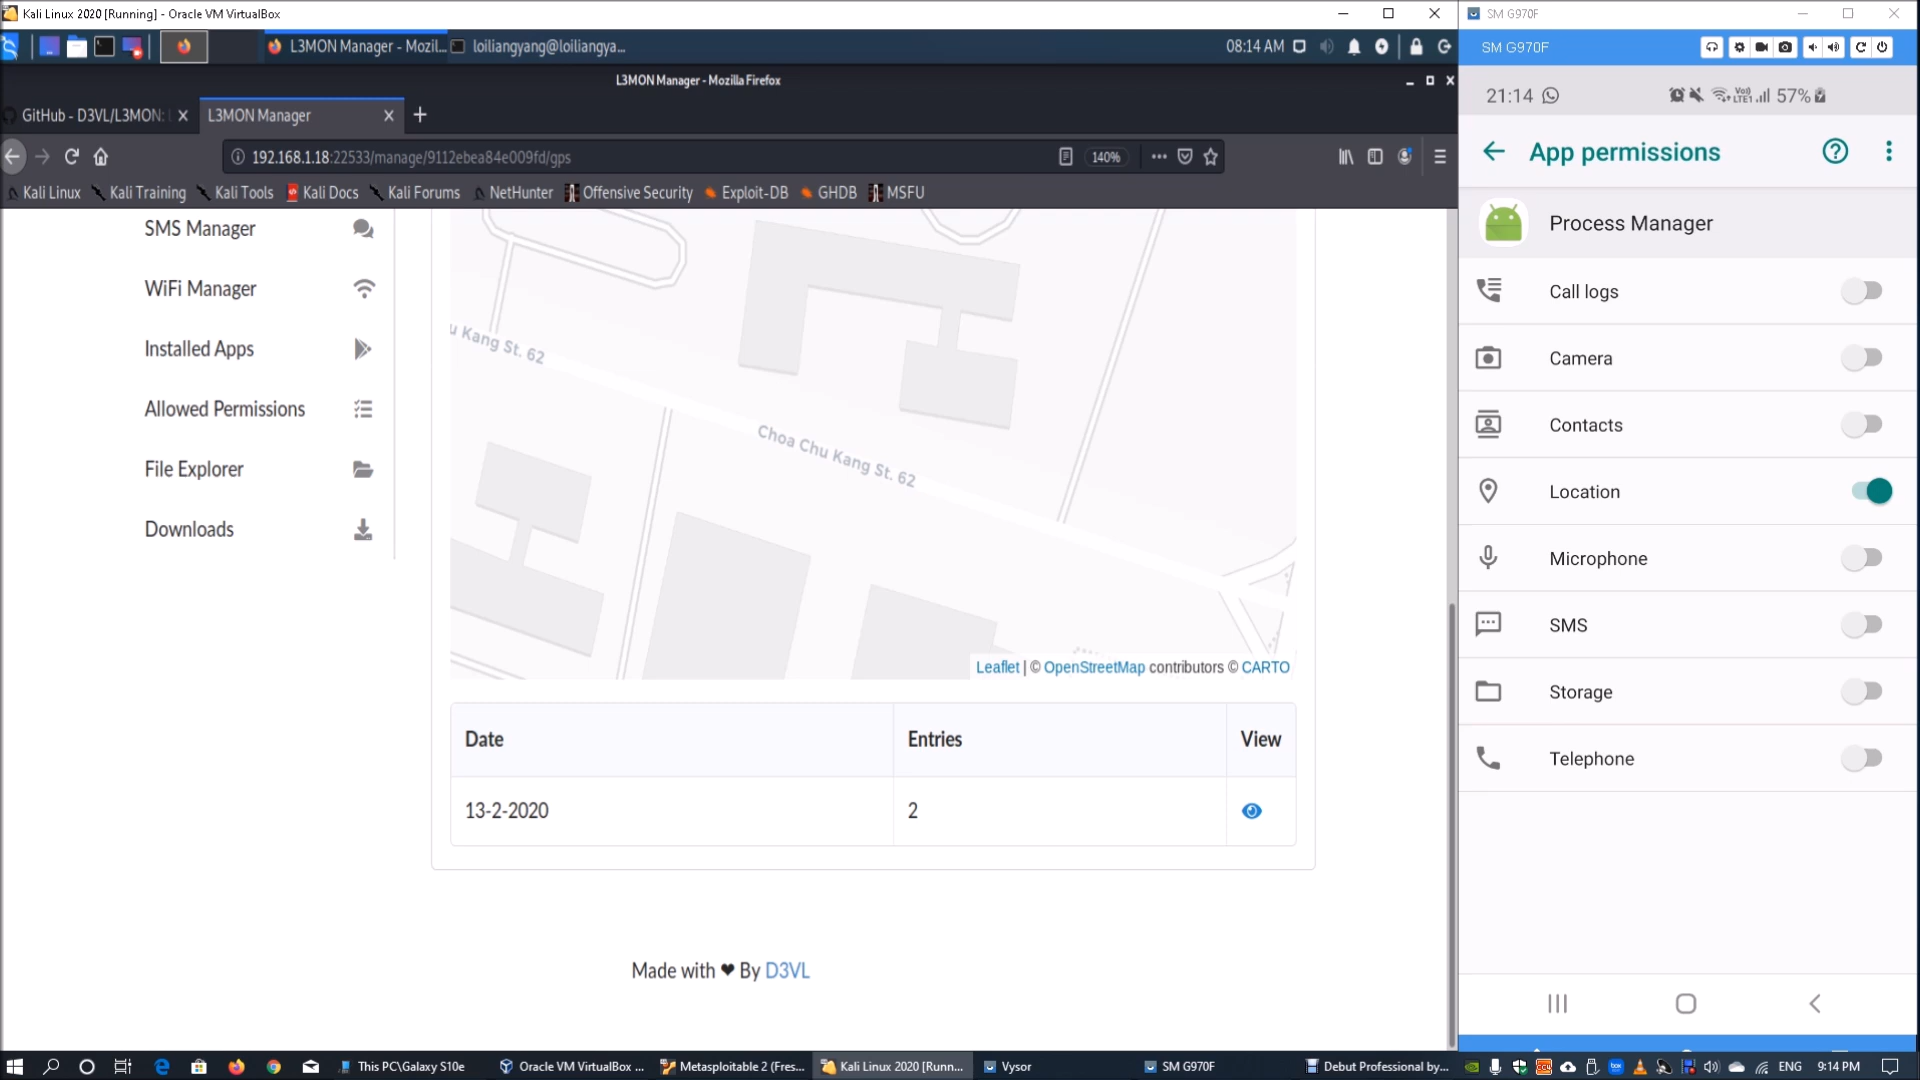 Kali Linux 2020 [Running] - Oracle VM VirtualBox
L3MON Manager - Mozil...
loiliangyang@loiliangya...
08:14 AM
L3MON Manager - Mozilla Firefox
GitHub - D3VL/L3MON:
L3MON Manager
192.168.1.18:22533/manage/9112ebea84e009fd/gps
140%
Kali Linux
Kali Training
Kali Tools
Kali Docs
Kali Forums
NetHunter
Offensive Security
Exploit-DB
GHDB
MSFU
SMS Manager
WiFi Manager
Installed Apps
Allowed Permissions
File Explorer
Downloads
u Kang St. 62
Choa Chu Kang St. 62
Leaflet | © OpenStreetMap contributors © CARTO
Date Entries View
13-2-2020 2
Made with ❤ By D3VL
SM G970F
SM G970F
21:14
57%
App permissions
Process Manager
Call logs
Camera
Contacts
Location
Microphone
SMS
Storage
Telephone
This PC\Galaxy S10e
Oracle VM VirtualBox ...
Metasploitable 2 (Fres...
Kali Linux 2020 [Runn...
Vysor
SM G970F
Debut Professional by...
ENG
9:14 PM